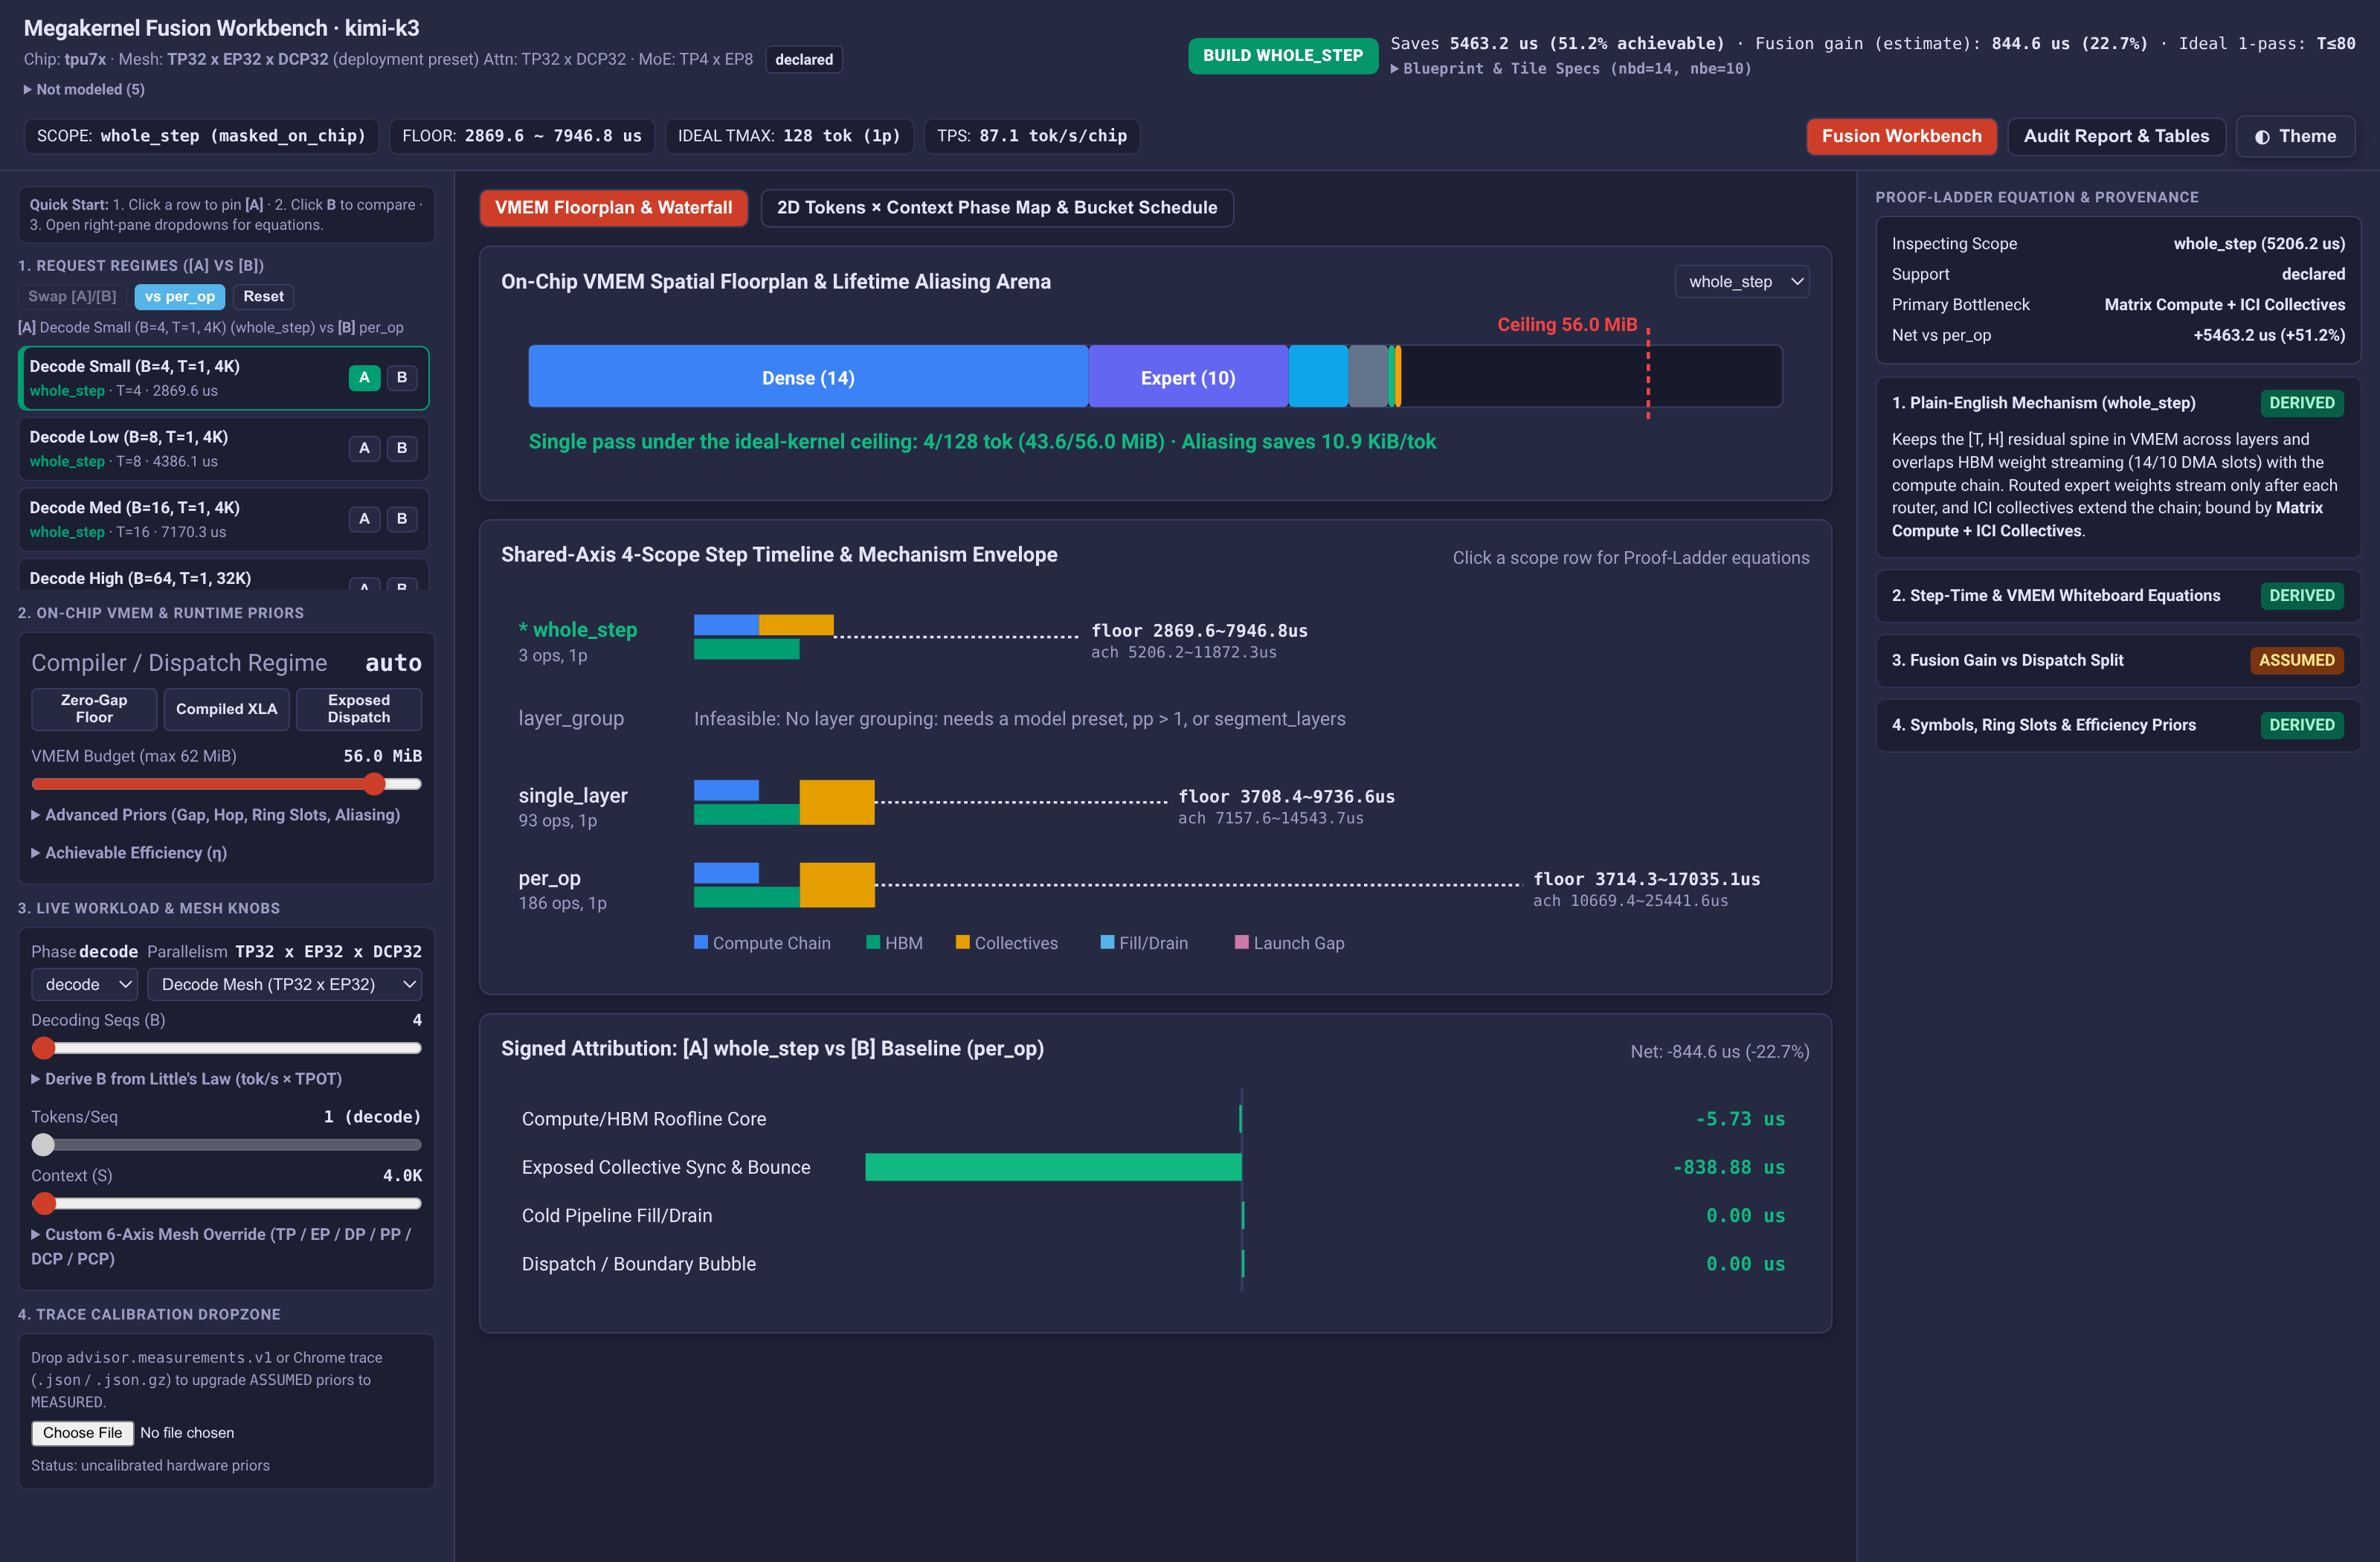 Megakernel Fusion Workbench · kimi-k3
Chip: tpu7x · Mesh: TP32 x EP32 x DCP32 (deployment preset) Attn: TP32 x DCP32 · MoE: TP4 x EP8 declared
▶ Not modeled (5)
BUILD WHOLE_STEP
Saves 5463.2 us (51.2% achievable) · Fusion gain (estimate): 844.6 us (22.7%) · Ideal 1-pass: T≤80
▶ Blueprint & Tile Specs (nbd=14, nbe=10)
SCOPE: whole_step (masked_on_chip)
FLOOR: 2869.6 ~ 7946.8 us
IDEAL TMAX: 128 tok (1p)
TPS: 87.1 tok/s/chip
Fusion Workbench
Audit Report & Tables
◐ Theme
Quick Start: 1. Click a row to pin [A] · 2. Click B to compare ·
3. Open right-pane dropdowns for equations.
1. REQUEST REGIMES ([A] VS [B])
Swap [A]/[B]
vs per_op
Reset
[A] Decode Small (B=4, T=1, 4K) (whole_step) vs [B] per_op
Decode Small (B=4, T=1, 4K)
whole_step · T=4 · 2869.6 us
A
B
Decode Low (B=8, T=1, 4K)
whole_step · T=8 · 4386.1 us
A
B
Decode Med (B=16, T=1, 4K)
whole_step · T=16 · 7170.3 us
A
B
Decode High (B=64, T=1, 32K)
A
B
2. ON-CHIP VMEM & RUNTIME PRIORS
Compiler / Dispatch Regime auto
Zero-Gap
Floor
Compiled XLA
Exposed
Dispatch
VMEM Budget (max 62 MiB) 56.0 MiB
▶ Advanced Priors (Gap, Hop, Ring Slots, Aliasing)
▶ Achievable Efficiency (η)
3. LIVE WORKLOAD & MESH KNOBS
Phase decode Parallelism TP32 x EP32 x DCP32
decode
Decode Mesh (TP32 x EP32)
Decoding Seqs (B) 4
▶ Derive B from Little's Law (tok/s × TPOT)
Tokens/Seq 1 (decode)
Context (S) 4.0K
▶ Custom 6-Axis Mesh Override (TP / EP / DP / PP /
DCP / PCP)
4. TRACE CALIBRATION DROPZONE
Drop advisor.measurements.v1 or Chrome trace
(.json / .json.gz) to upgrade ASSUMED priors to
MEASURED.
Choose File No file chosen
Status: uncalibrated hardware priors
VMEM Floorplan & Waterfall
2D Tokens × Context Phase Map & Bucket Schedule
On-Chip VMEM Spatial Floorplan & Lifetime Aliasing Arena
whole_step
Ceiling 56.0 MiB
Dense (14)
Expert (10)
Single pass under the ideal-kernel ceiling: 4/128 tok (43.6/56.0 MiB) · Aliasing saves 10.9 KiB/tok
Shared-Axis 4-Scope Step Timeline & Mechanism Envelope
Click a scope row for Proof-Ladder equations
* whole_step
3 ops, 1p
floor 2869.6~7946.8us
ach 5206.2~11872.3us
layer_group
Infeasible: No layer grouping: needs a model preset, pp > 1, or segment_layers
single_layer
93 ops, 1p
floor 3708.4~9736.6us
ach 7157.6~14543.7us
per_op
186 ops, 1p
floor 3714.3~17035.1us
ach 10669.4~25441.6us
Compute Chain
HBM
Collectives
Fill/Drain
Launch Gap
Signed Attribution: [A] whole_step vs [B] Baseline (per_op)
Net: -844.6 us (-22.7%)
Compute/HBM Roofline Core -5.73 us
Exposed Collective Sync & Bounce -838.88 us
Cold Pipeline Fill/Drain 0.00 us
Dispatch / Boundary Bubble 0.00 us
PROOF-LADDER EQUATION & PROVENANCE
Inspecting Scope whole_step (5206.2 us)
Support declared
Primary Bottleneck Matrix Compute + ICI Collectives
Net vs per_op +5463.2 us (+51.2%)
1. Plain-English Mechanism (whole_step) DERIVED
Keeps the [T, H] residual spine in VMEM across layers and
overlaps HBM weight streaming (14/10 DMA slots) with the
compute chain. Routed expert weights stream only after each
router, and ICI collectives extend the chain; bound by Matrix
Compute + ICI Collectives.
2. Step-Time & VMEM Whiteboard Equations DERIVED
3. Fusion Gain vs Dispatch Split ASSUMED
4. Symbols, Ring Slots & Efficiency Priors DERIVED